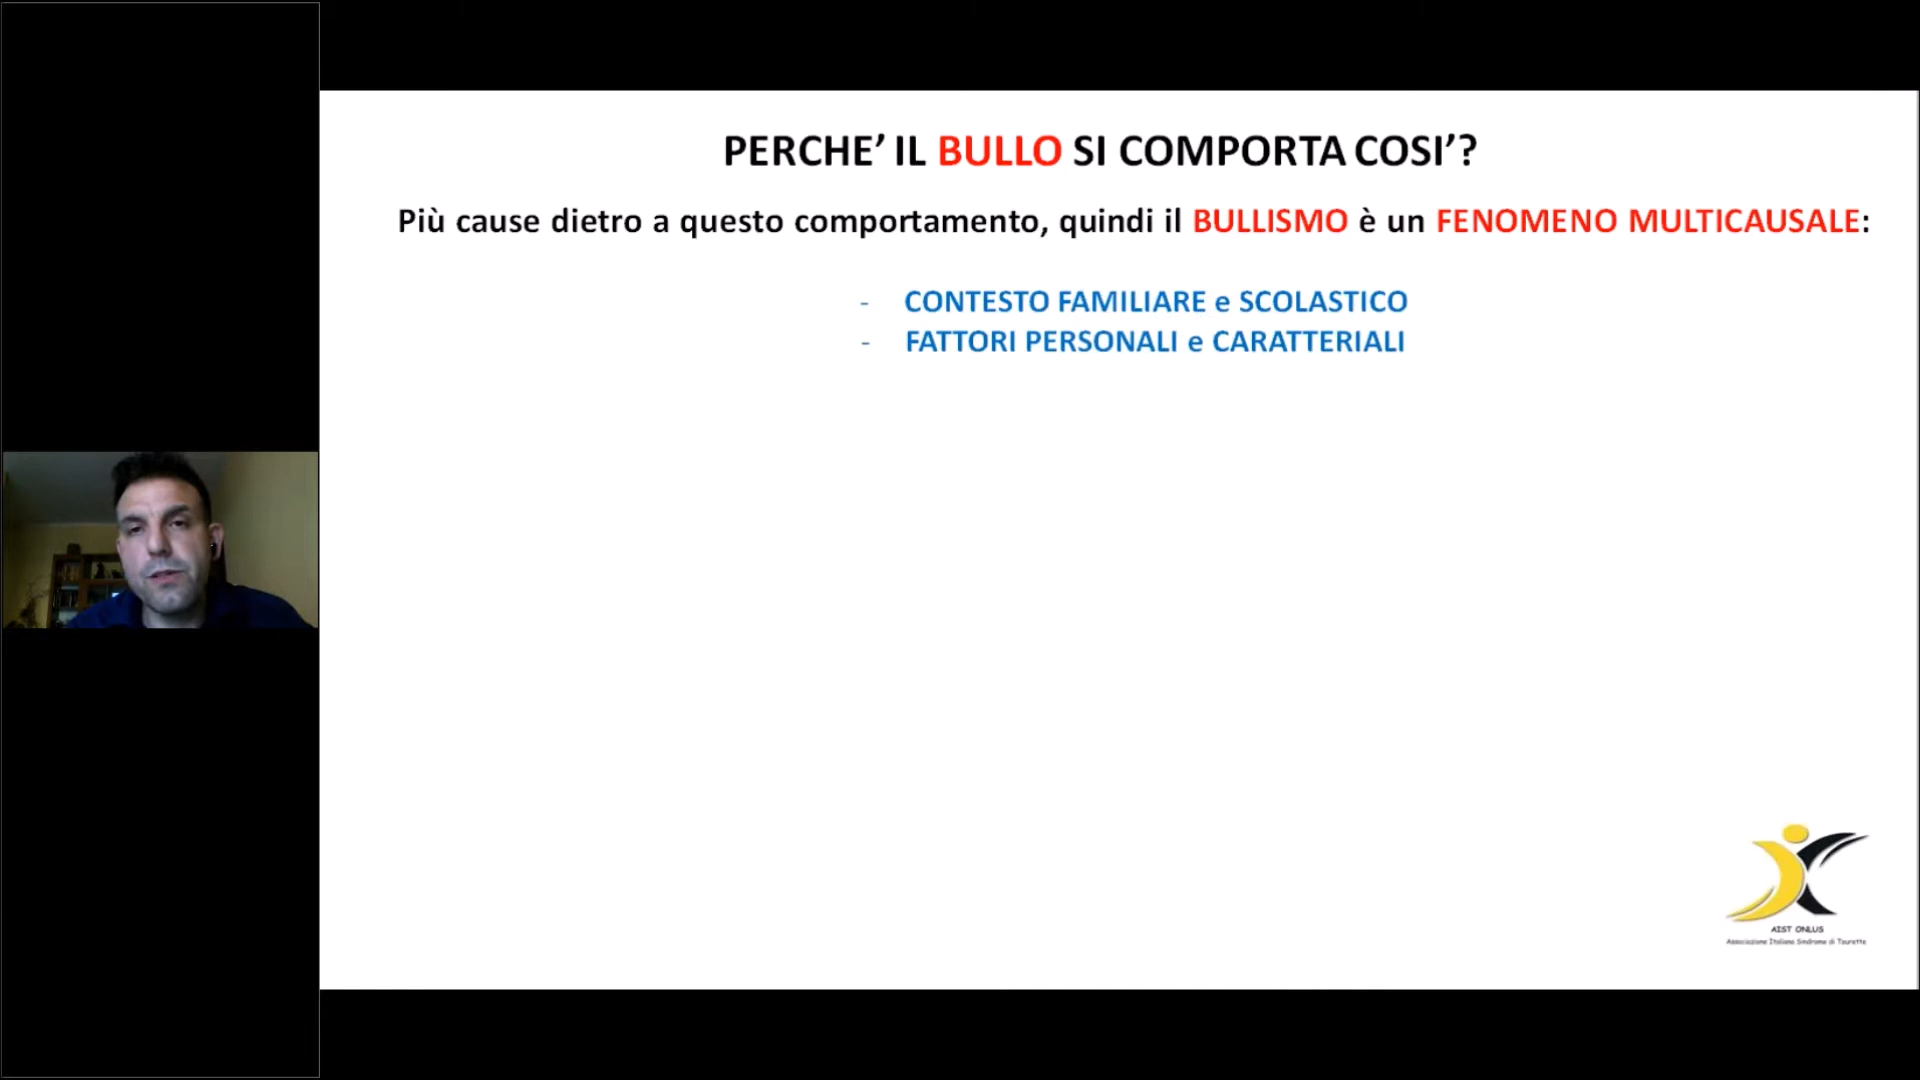 PERCHE’ IL BULLO SI COMPORTA COSI’?
Più cause dietro a questo comportamento, quindi il BULLISMO è un FENOMENO MULTICAUSALE:
- CONTESTO FAMILIARE e SCOLASTICO
- FATTORI PERSONALI e CARATTERIALI
AIST ONLUS
Associazione Italiana Sindrome di Tourette